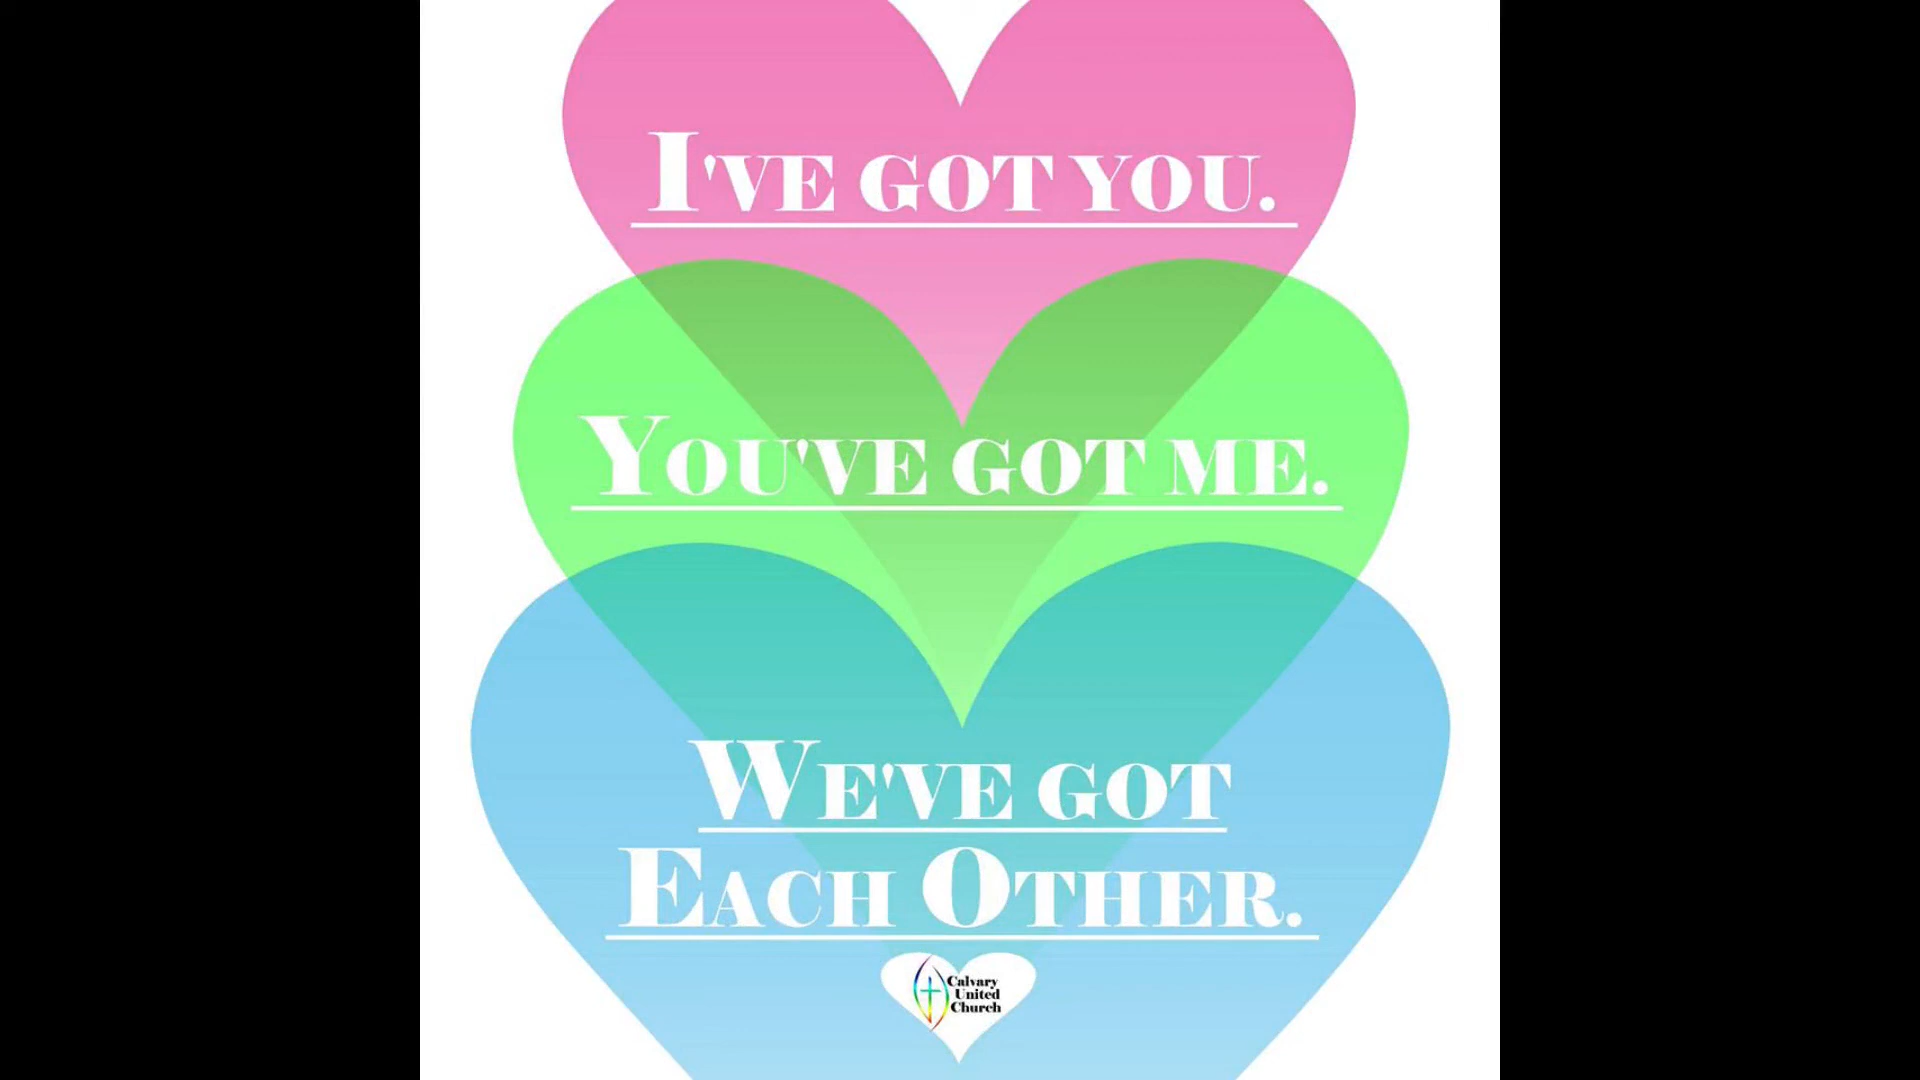 I'VE GOT YOU.
YOU'VE GOT ME.
WE'VE GOT
EACH OTHER.
Calvary
United
Church